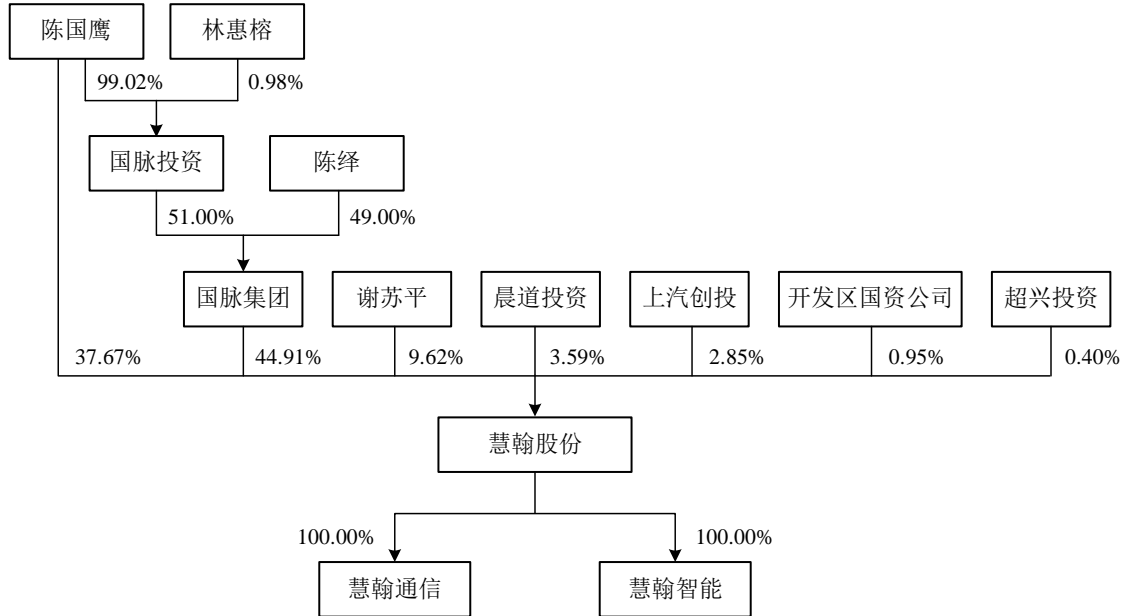 陈国鹰
林惠榕
99.02%
0.98%
国脉投资
陈绎
51.00%
49.00%
国脉集团
谢苏平
晨道投资
上汽创投
开发区国资公司
超兴投资
37.67%
44.91%
9.62%
3.59%
2.85%
0.95%
0.40%
慧翰股份
100.00%
100.00%
慧翰通信
慧翰智能